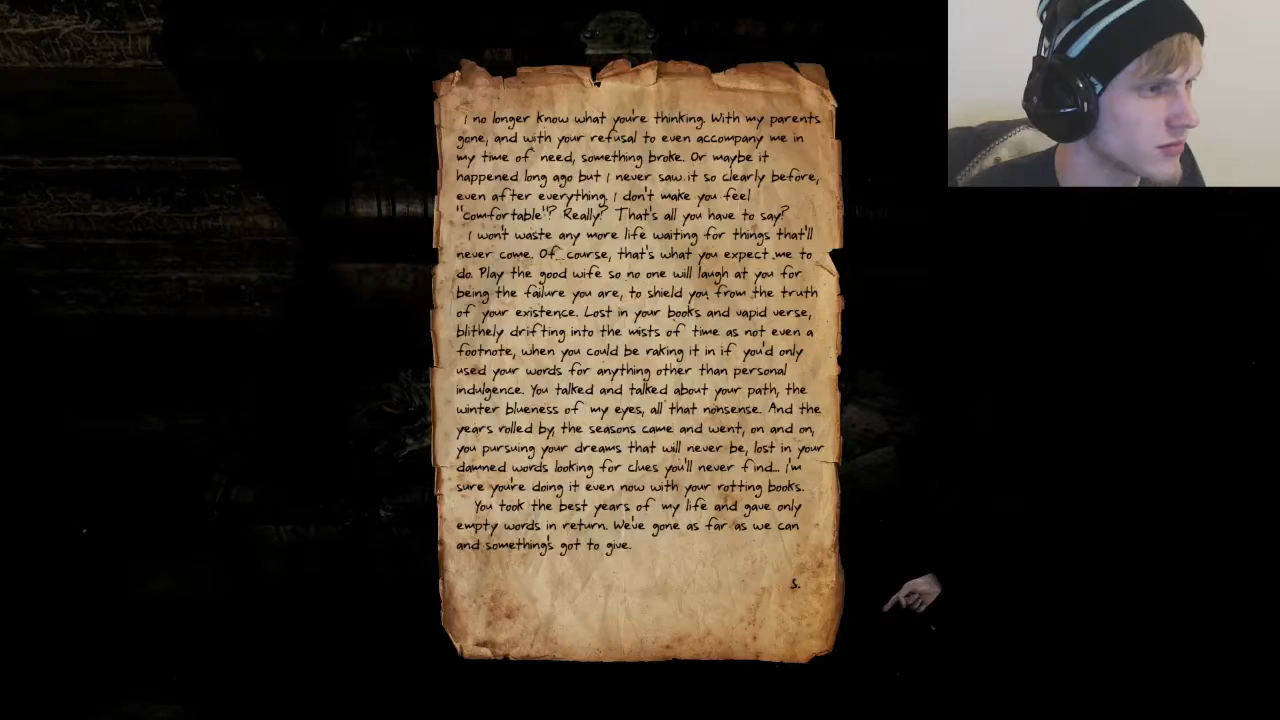 I no longer know what you're thinking. With my parents
gone, and with your refusal to even accompany me in
my time of need, something broke. Or maybe it
happened long ago but I never saw it so clearly before,
even after everything. I don't make you feel
"comfortable"? Really? That's all you have to say?
I won't waste any more life waiting for things that'll
never come. Of course, that's what you expect me to
do. Play the good wife so no one will laugh at you for
being the failure you are, to shield you from the truth
of your existence. Lost in your books and vapid verse,
blithely drifting into the mists of time as not even a
footnote, when you could be raking it in if you'd only
used your words for anything other than personal
indulgence. You talked and talked about your path, the
winter blueness of my eyes, all that nonsense. And the
years rolled by, the seasons came and went, on and on,
you pursuing your dreams that will never be, lost in your
damned words looking for clues you'll never find... i'm
sure you're doing it even now with your rotting books.
You took the best years of my life and gave only
empty words in return. We've gone as far as we can
and something's got to give.
S.